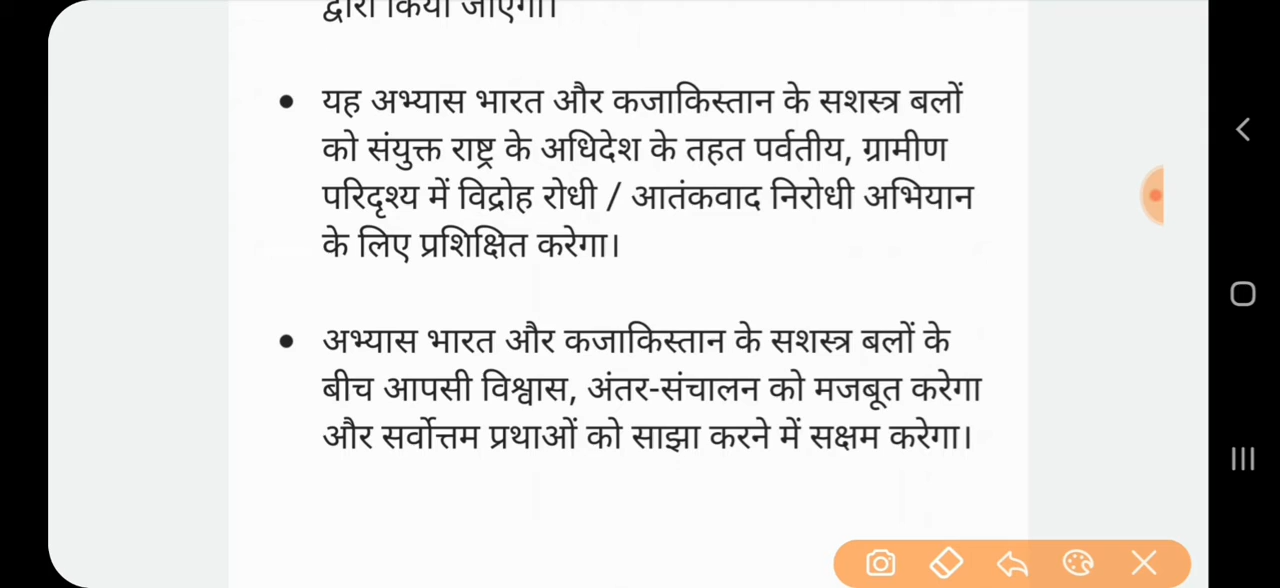 द्वारा किया जाएगा।
• यह अभ्यास भारत और कजाकिस्तान के सशस्त्र बलों
को संयुक्त राष्ट्र के अधिदेश के तहत पर्वतीय, ग्रामीण
परिदृश्य में विद्रोह रोधी / आतंकवाद निरोधी अभियान
के लिए प्रशिक्षित करेगा।
• अभ्यास भारत और कजाकिस्तान के सशस्त्र बलों के
बीच आपसी विश्वास, अंतर-संचालन को मजबूत करेगा
और सर्वोत्तम प्रथाओं को साझा करने में सक्षम करेगा।